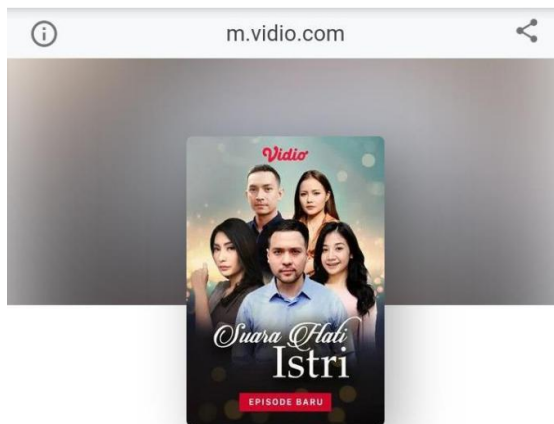 m.vidio.com
Vidio
Suara Hati
Istri
EPISODE BARU